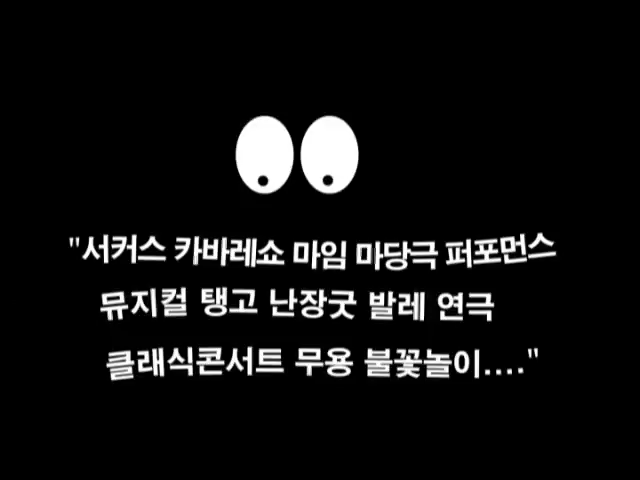 "서커스 카바레쇼 마임 마당극 퍼포먼스
뮤지컬 탱고 난장굿 발레 연극
클래식콘서트 무용 불꽃놀이...."